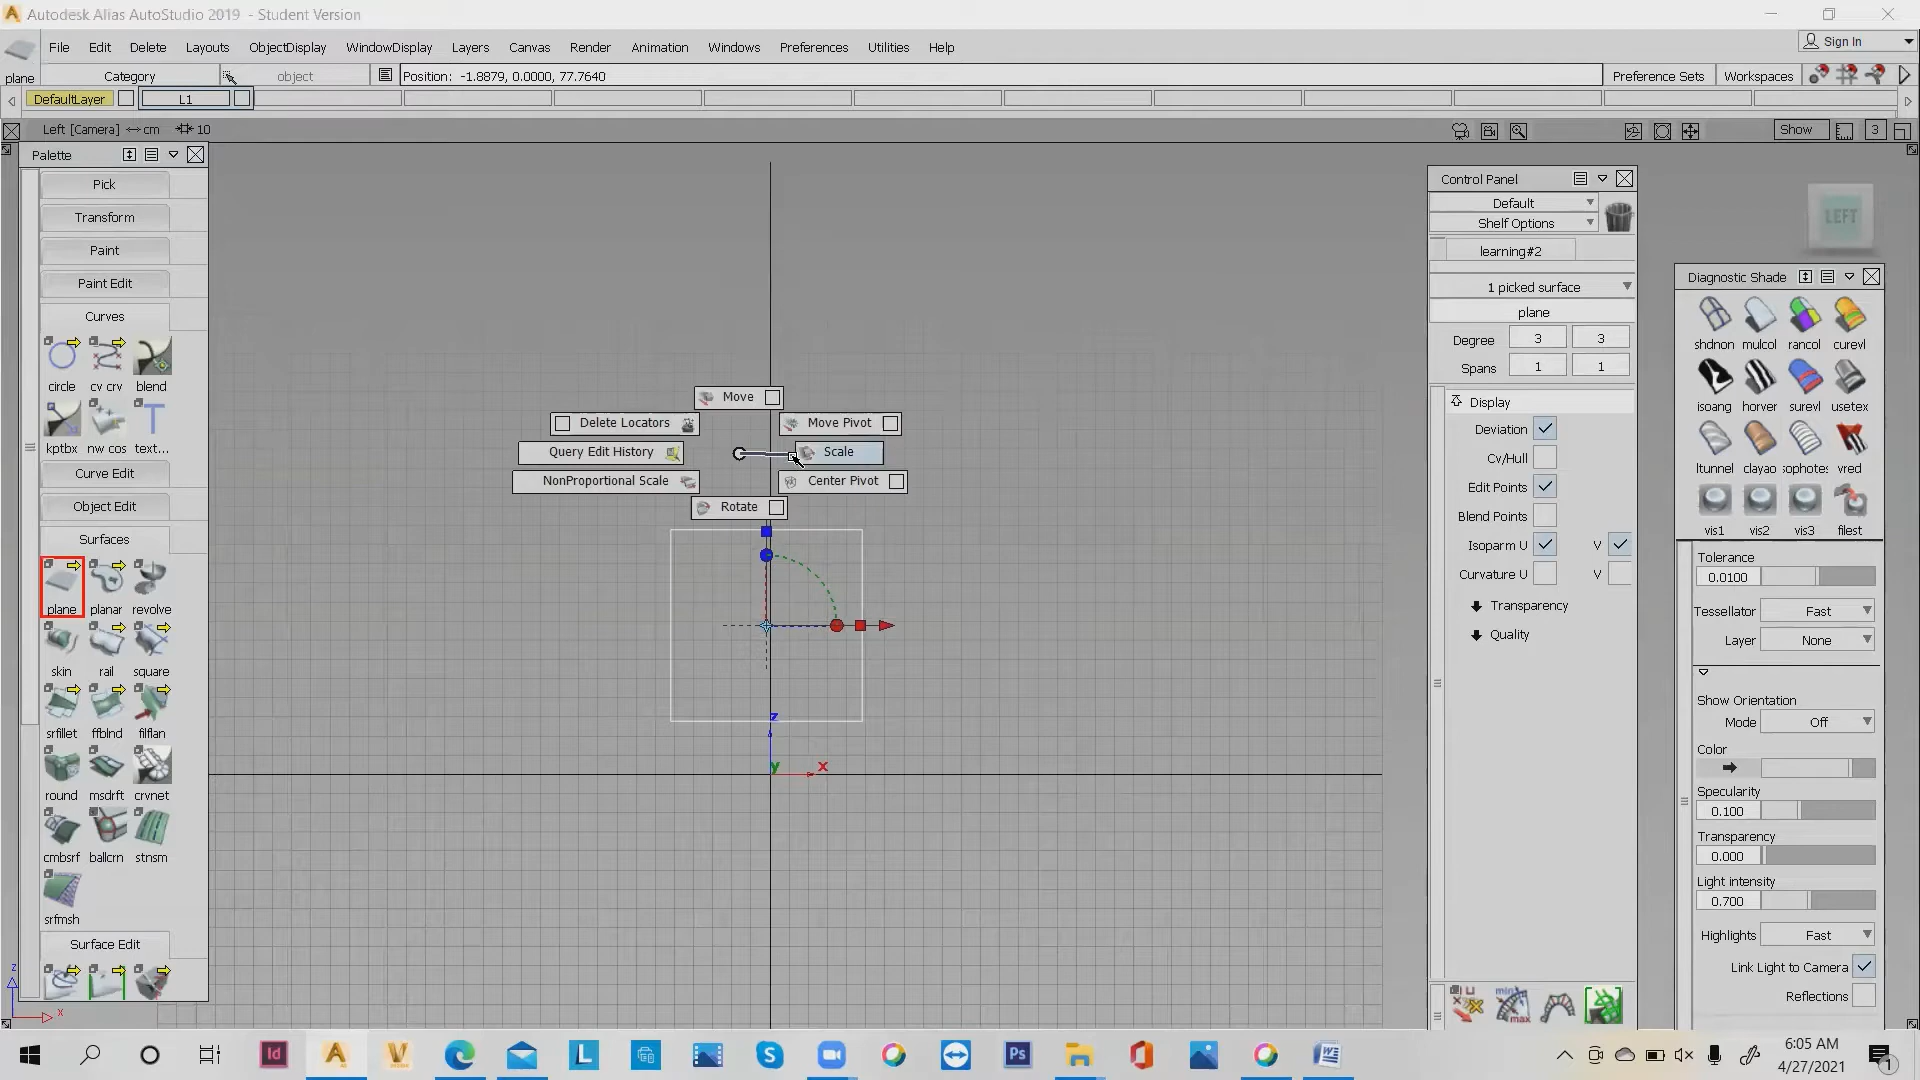 Autodesk Alias AutoStudio 2019 - Student Version
File Edit Delete Layouts ObjectDisplay WindowDisplay Layers Canvas Render Animation Windows Preferences Utilities Help
Sign In
plane
Category
object
Position: -1.8879, 0.0000, 77.7640
Preference Sets
Workspaces
DefaultLayer
L1
Left [Camera] cm 10
Show
3
Palette
Pick
Transform
Paint
Paint Edit
Curves
circle cv crv blend
kptbx nw cos text...
Curve Edit
Object Edit
Surfaces
plane planar revolve
skin rail square
srfillet ffblnd filflan
round msdrft crvnet
cmbsrf ballcrn stnsm
srfmsh
Surface Edit
Move
Delete Locators
Move Pivot
Query Edit History
Scale
NonProportional Scale
Center Pivot
Rotate
z
y
x
z
x
Control Panel
Default
Shelf Options
learning#2
1 picked surface
plane
Degree 3 3
Spans 1 1
Display
Deviation
Cv/Hull
Edit Points
Blend Points
Isoparm U V
Curvature U V
Transparency
Quality
min
max
LEFT
Diagnostic Shade
shdnon mulcol rancol curevl
isoang horver surevl usetex
ltunnel clayao sophotes vred
vis1 vis2 vis3 filest
Tolerance
0.0100
Tessellator Fast
Layer None
Show Orientation
Mode Off
Color
Specularity
0.100
Transparency
0.000
Light intensity
0.700
Highlights Fast
Link Light to Camera
Reflections
6:05 AM
4/27/2021
1